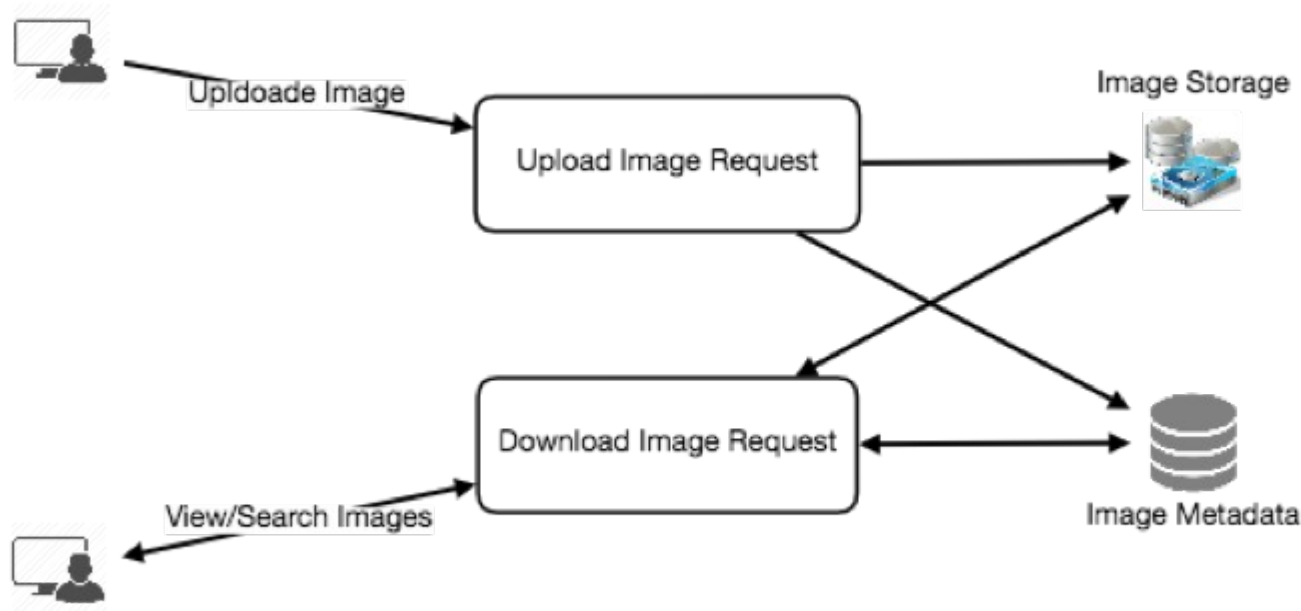 Upldoade Image
Image Storage
Upload Image Request
Download Image Request
View/Search Images
Image Metadata